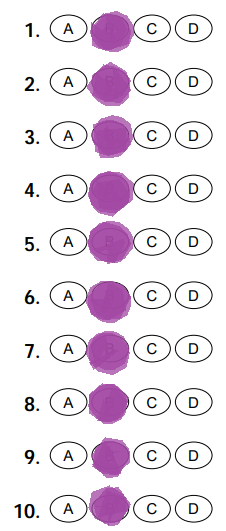 1. A C D
2. A C D
3. A C D
4. A C D
5. A B C D
6. A C D
7. A B C D
8. A C D
9. A C D
10. A C D